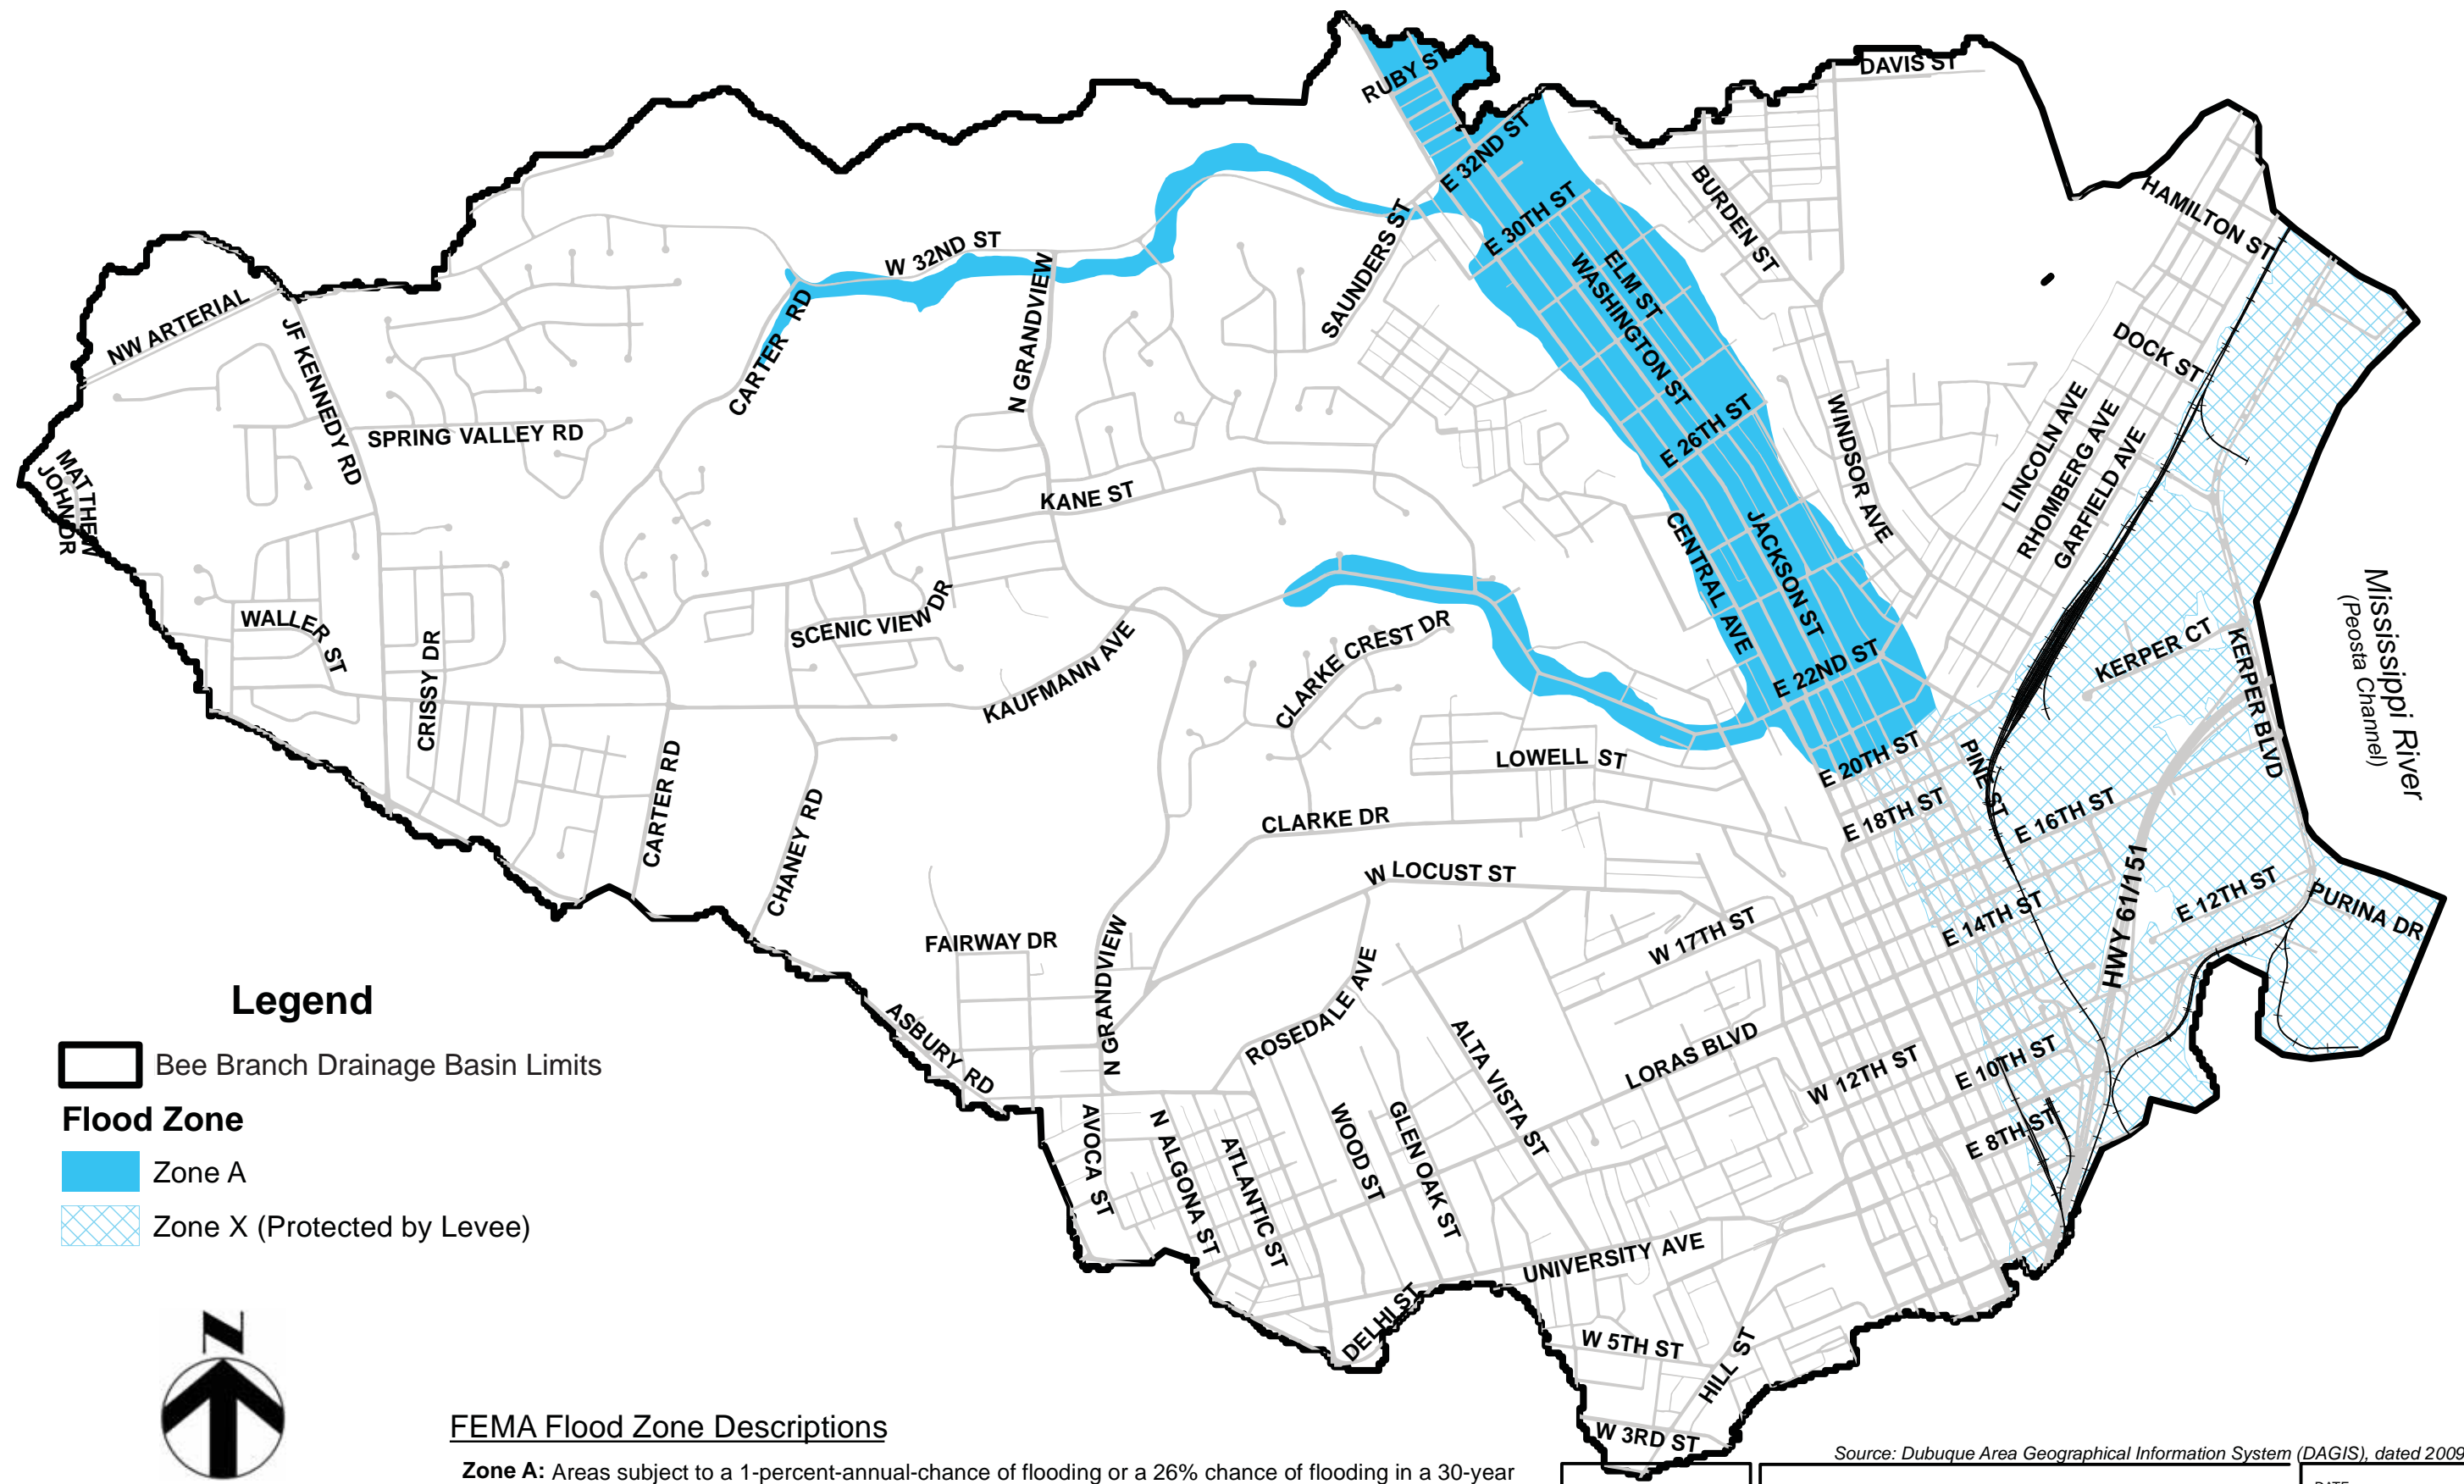 RUBY ST
DAVIS ST
E 32ND ST
HAMILTON ST
BURDEN ST
E 30TH ST
SAUNDERS ST
W 32ND ST
N GRANDVIEW
ELM ST
WASHINGTON ST
NW ARTERIAL
CARTER RD
JF KENNEDY RD
DOCK ST
SPRING VALLEY RD
E 26TH ST
WINDSOR AVE
LINCOLN AVE
RHOMBERG AVE
GARFIELD AVE
MATTHEW
JOHN DR
KANE ST
CENTRAL AVE
JACKSON ST
Mississippi River
(Peosta Channel)
WALLER ST
CRISSY DR
SCENIC VIEW DR
KAUFMANN AVE
CLARKE CREST DR
E 22ND ST
KERPER CT
KERPER BLVD
LOWELL ST
E 20TH ST
PINE ST
CARTER RD
CHANEY RD
CLARKE DR
E 18TH ST
E 16TH ST
W LOCUST ST
HWY 61/151
E 12TH ST
PURINA DR
FAIRWAY DR
N GRANDVIEW
W 17TH ST
E 14TH ST
ROSEDALE AVE
ASBURY RD
ALTA VISTA ST
LORAS BLVD
W 12TH ST
E 10TH ST
E 8TH ST
AVOCA ST
N ALGONA ST
ATLANTIC ST
WOOD ST
GLEN OAK ST
UNIVERSITY AVE
DELHI ST
W 5TH ST
HILL ST
W 3RD ST
Legend
Bee Branch Drainage Basin Limits
Flood Zone
Zone A
Zone X (Protected by Levee)
N
FEMA Flood Zone Descriptions
Zone A: Areas subject to a 1-percent-annual-chance of flooding or a 26% chance of flooding in a 30-year
Source: Dubuque Area Geographical Information System (DAGIS), dated 2009
DATE